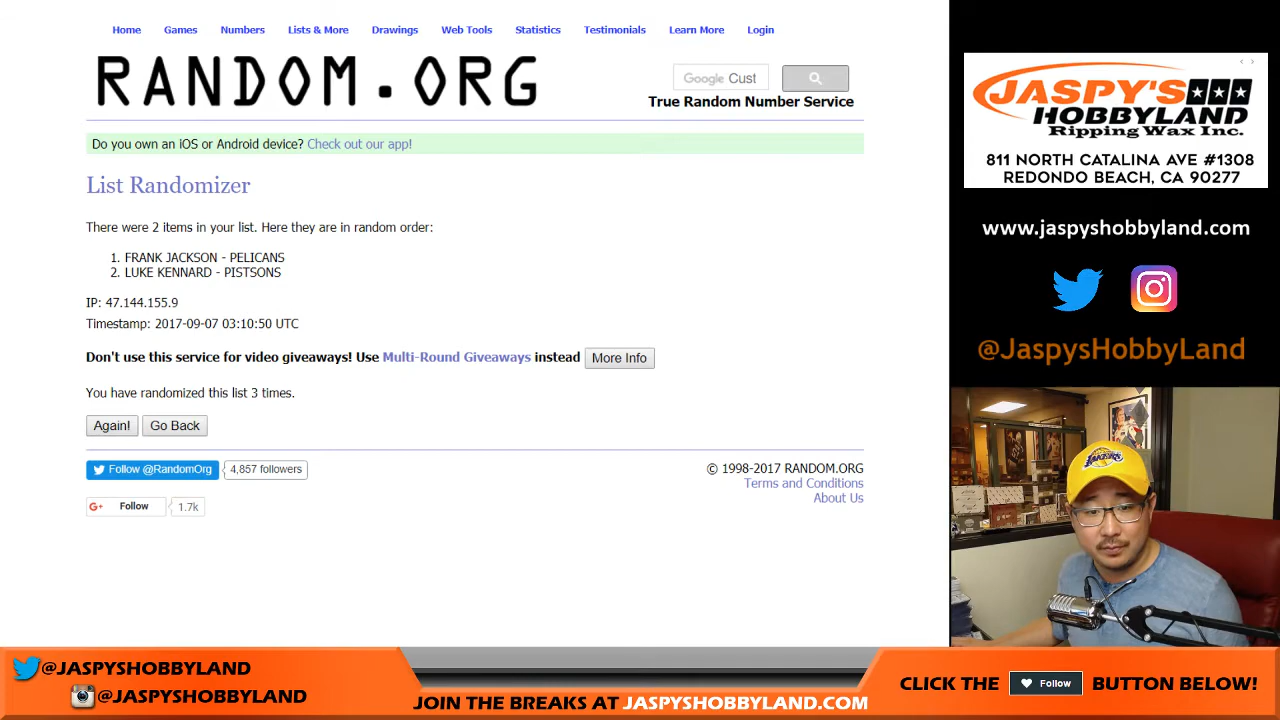 Home Games Numbers Lists & More Drawings Web Tools Statistics Testimonials Learn More Login
RANDOM.ORG
Google Cust
True Random Number Service
Do you own an iOS or Android device? Check out our app!
List Randomizer
There were 2 items in your list. Here they are in random order:
1. FRANK JACKSON - PELICANS
2. LUKE KENNARD - PISTSONS
IP: 47.144.155.9
Timestamp: 2017-09-07 03:10:50 UTC
Don't use this service for video giveaways! Use Multi-Round Giveaways instead More Info
You have randomized this list 3 times.
Again! Go Back
Follow @RandomOrg 4,857 followers
G+ Follow 1.7k
© 1998-2017 RANDOM.ORG
Terms and Conditions
About Us
JASPY'S
HOBBYLAND
Ripping Wax Inc.
811 NORTH CATALINA AVE #1308
REDONDO BEACH, CA 90277
www.jaspyshobbyland.com
@JaspysHobbyLand
LAKERS
@JASPYSHOBBYLAND
@JASPYSHOBBYLAND
JOIN THE BREAKS AT JASPYSHOBBYLAND.COM
CLICK THE Follow BUTTON BELOW!